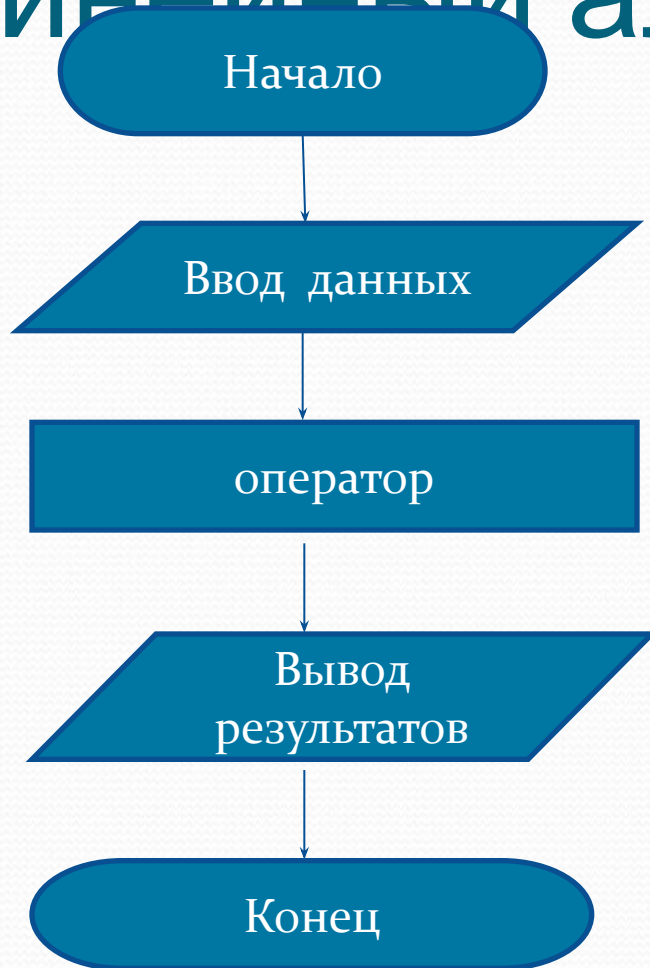 Начало
Ввод данных
оператор
Вывод
результатов
Конец